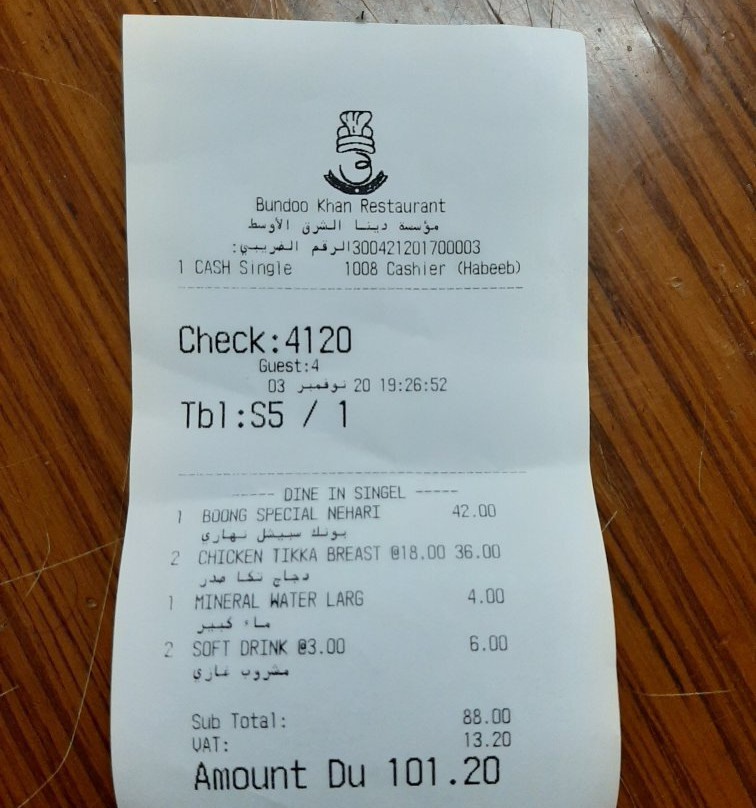 Bundoo Khan Restaurant
مؤسسة دينا الشرق الأوسط
الرقم الضريبي: 300421201700003
1 CASH Single 1008 Cashier (Habeeb)
Check:4120
Guest:4
03 نوفمبر 20 19:26:52
Tbl:S5 / 1
----- DINE IN SINGEL -----
1 BOONG SPECIAL NEHARI 42.00
بونك سبيشل نهاري
2 CHICKEN TIKKA BREAST @18.00 36.00
دجاج تكا صدر
1 MINERAL WATER LARG 4.00
ماء كبير
2 SOFT DRINK @3.00 6.00
مشروب غازي
Sub Total: 88.00
VAT: 13.20
Amount Du 101.20